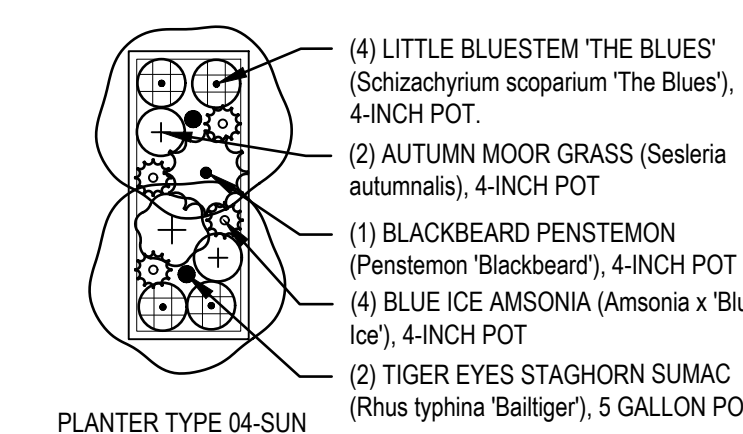 (4) LITTLE BLUESTEM 'THE BLUES'
(Schizachyrium scoparium 'The Blues'),
4-INCH POT.
(2) AUTUMN MOOR GRASS (Sesleria
autumnalis), 4-INCH POT
(1) BLACKBEARD PENSTEMON
(Penstemon 'Blackbeard'), 4-INCH POT
(4) BLUE ICE AMSONIA (Amsonia x 'Blu
Ice'), 4-INCH POT
(2) TIGER EYES STAGHORN SUMAC
(Rhus typhina 'Bailtiger'), 5 GALLON PO
PLANTER TYPE 04-SUN